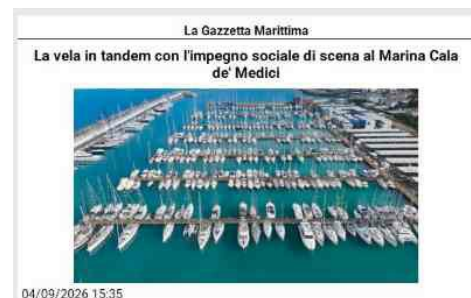 La Gazzetta Marittima
La vela in tandem con l'impegno sociale di scena al Marina Cala
de' Medici
04/09/2026 15:35